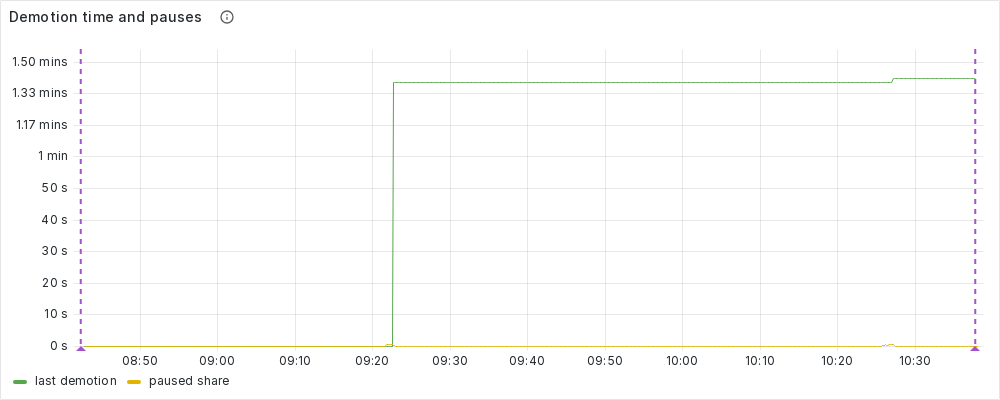 Demotion time and pauses
1.50 mins
1.33 mins
1.17 mins
1 min
50 s
40 s
30 s
20 s
10 s
0 s
08:50 09:00 09:10 09:20 09:30 09:40 09:50 10:00 10:10 10:20 10:30
last demotion paused share